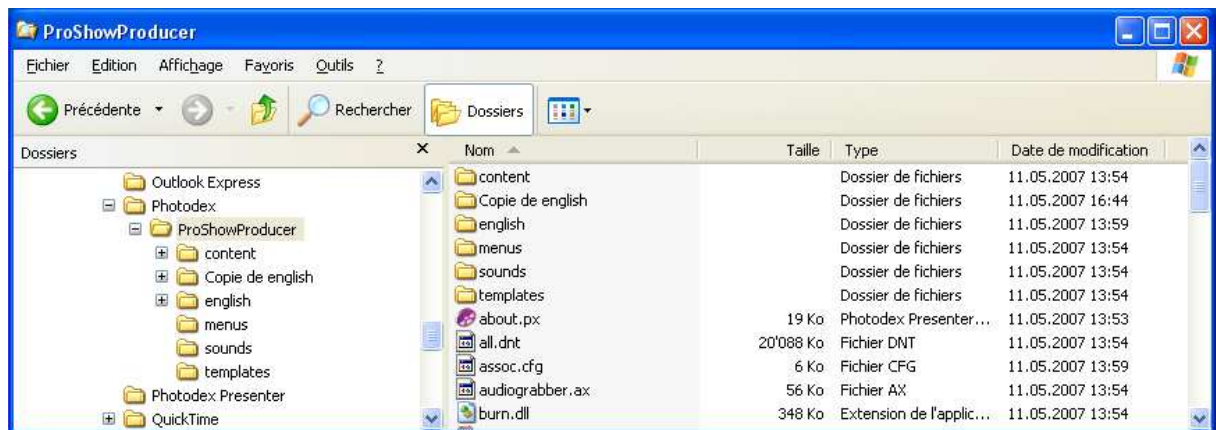 ProShowProducer
Fichier Edition Affichage Favoris Outils ?
Précédente Rechercher Dossiers
Dossiers
Outlook Express
Photodex
ProShowProducer
content
Copie de english
english
menus
sounds
templates
Photodex Presenter
QuickTime
Nom Taille Type Date de modification
content Dossier de fichiers 11.05.2007 13:54
Copie de english Dossier de fichiers 11.05.2007 16:44
english Dossier de fichiers 11.05.2007 13:59
menus Dossier de fichiers 11.05.2007 13:54
sounds Dossier de fichiers 11.05.2007 13:54
templates Dossier de fichiers 11.05.2007 13:54
about.px 19 Ko Photodex Presenter... 11.05.2007 13:53
all.dnt 20'088 Ko Fichier DNT 11.05.2007 13:54
assoc.cfg 6 Ko Fichier CFG 11.05.2007 13:59
audiograbber.ax 56 Ko Fichier AX 11.05.2007 13:54
burn.dll 348 Ko Extension de l'applic... 11.05.2007 13:54